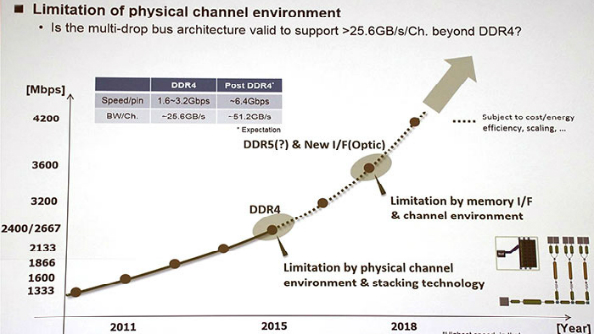 Limitation of physical channel environment
• Is the multi-drop bus architecture valid to support >25.6GB/s/Ch. beyond DDR4?
[Mbps]
DDR4 Post DDR4*
Speed/pin 1.6~3.2Gbps ~6.4Gbps
BW/Ch. ~25.6GB/s ~51.2GB/s
* Expectation
4200
Subject to cost/energy
efficiency, scaling, ...
DDR5(?) & New I/F(Optic)
3600
3200
Limitation by memory I/F
& channel environment
DDR4
2400/2667
2133
1866
Limitation by physical channel
environment & stacking technology
1600
1333
2011 2015 2018 [Year]